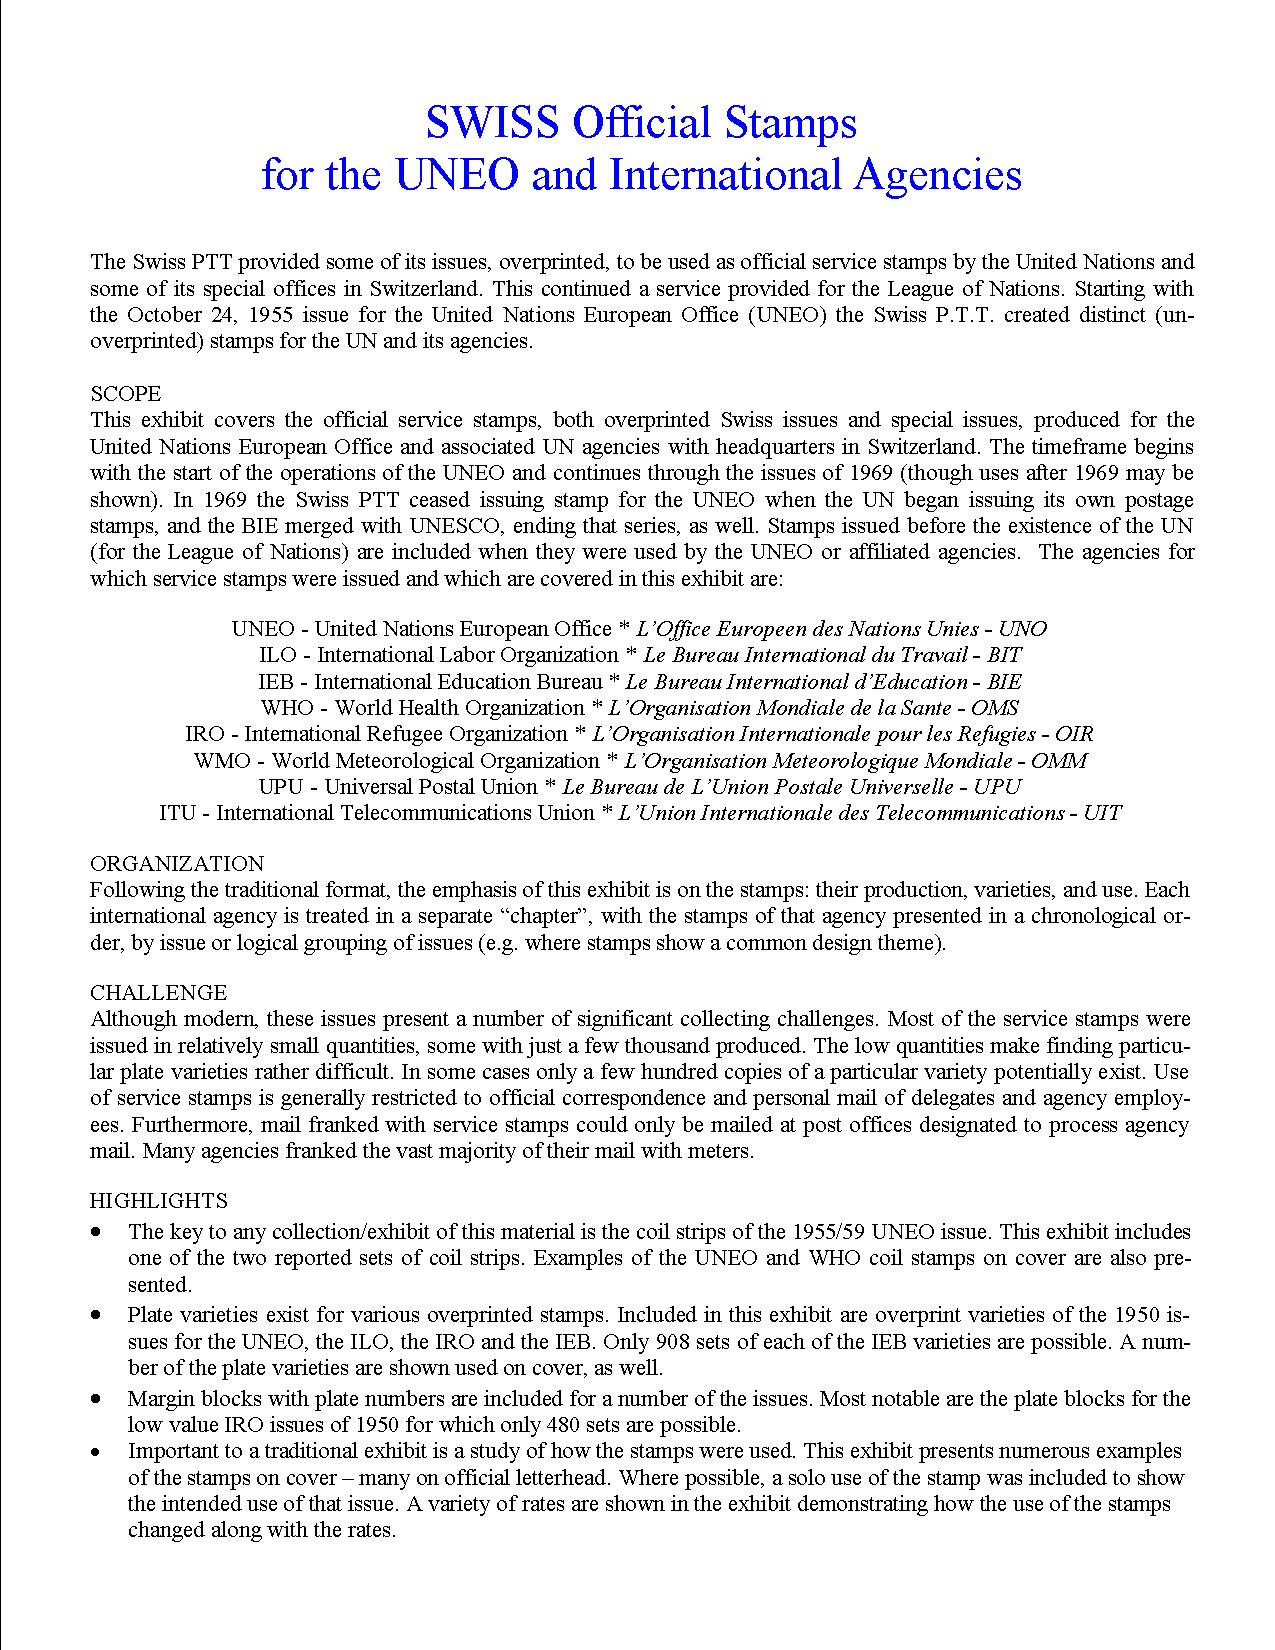 SWISS Official Stamps
for the UNEO and International Agencies
The Swiss PTT provided some of its issues, overprinted, to be used as official service stamps by the United Nations and
some of its special offices in Switzerland. This continued a service provided for the League of Nations. Starting with
the October 24, 1955 issue for the United Nations European Office (UNEO) the Swiss P.T.T. created distinct (un-
overprinted) stamps for the UN and its agencies.
SCOPE
This exhibit covers the official service stamps, both overprinted Swiss issues and special issues, produced for the
United Nations European Office and associated UN agencies with headquarters in Switzerland. The timeframe begins
with the start of the operations of the UNEO and continues through the issues of 1969 (though uses after 1969 may be
shown). In 1969 the Swiss PTT ceased issuing stamp for the UNEO when the UN began issuing its own postage
stamps, and the BIE merged with UNESCO, ending that series, as well. Stamps issued before the existence of the UN
(for the League of Nations) are included when they were used by the UNEO or affiliated agencies.  The agencies for
which service stamps were issued and which are covered in this exhibit are:
UNEO - United Nations European Office * L’Office Europeen des Nations Unies - UNO
ILO - International Labor Organization * Le Bureau International du Travail - BIT
IEB - International Education Bureau * Le Bureau International d’Education - BIE
WHO - World Health Organization * L’Organisation Mondiale de la Sante - OMS
IRO - International Refugee Organization * L’Organisation Internationale pour les Refugies - OIR
WMO - World Meteorological Organization * L’Organisation Meteorologique Mondiale - OMM
UPU - Universal Postal Union * Le Bureau de L’Union Postale Universelle - UPU
ITU - International Telecommunications Union * L’Union Internationale des Telecommunications - UIT
ORGANIZATION
Following the traditional format, the emphasis of this exhibit is on the stamps: their production, varieties, and use. Each
international agency is treated in a separate “chapter”, with the stamps of that agency presented in a chronological or-
der, by issue or logical grouping of issues (e.g. where stamps show a common design theme).
CHALLENGE
Although modern, these issues present a number of significant collecting challenges. Most of the service stamps were
issued in relatively small quantities, some with just a few thousand produced. The low quantities make finding particu-
lar plate varieties rather difficult. In some cases only a few hundred copies of a particular variety potentially exist. Use
of service stamps is generally restricted to official correspondence and personal mail of delegates and agency employ-
ees. Furthermore, mail franked with service stamps could only be mailed at post offices designated to process agency
mail. Many agencies franked the vast majority of their mail with meters.
HIGHLIGHTS
• The key to any collection/exhibit of this material is the coil strips of the 1955/59 UNEO issue. This exhibit includes
one of the two reported sets of coil strips. Examples of the UNEO and WHO coil stamps on cover are also pre-
sented.
• Plate varieties exist for various overprinted stamps. Included in this exhibit are overprint varieties of the 1950 is-
sues for the UNEO, the ILO, the IRO and the IEB. Only 908 sets of each of the IEB varieties are possible. A num-
ber of the plate varieties are shown used on cover, as well.
• Margin blocks with plate numbers are included for a number of the issues. Most notable are the plate blocks for the
low value IRO issues of 1950 for which only 480 sets are possible.
• Important to a traditional exhibit is a study of how the stamps were used. This exhibit presents numerous examples
of the stamps on cover – many on official letterhead. Where possible, a solo use of the stamp was included to show
the intended use of that issue. A variety of rates are shown in the exhibit demonstrating how the use of the stamps
changed along with the rates.